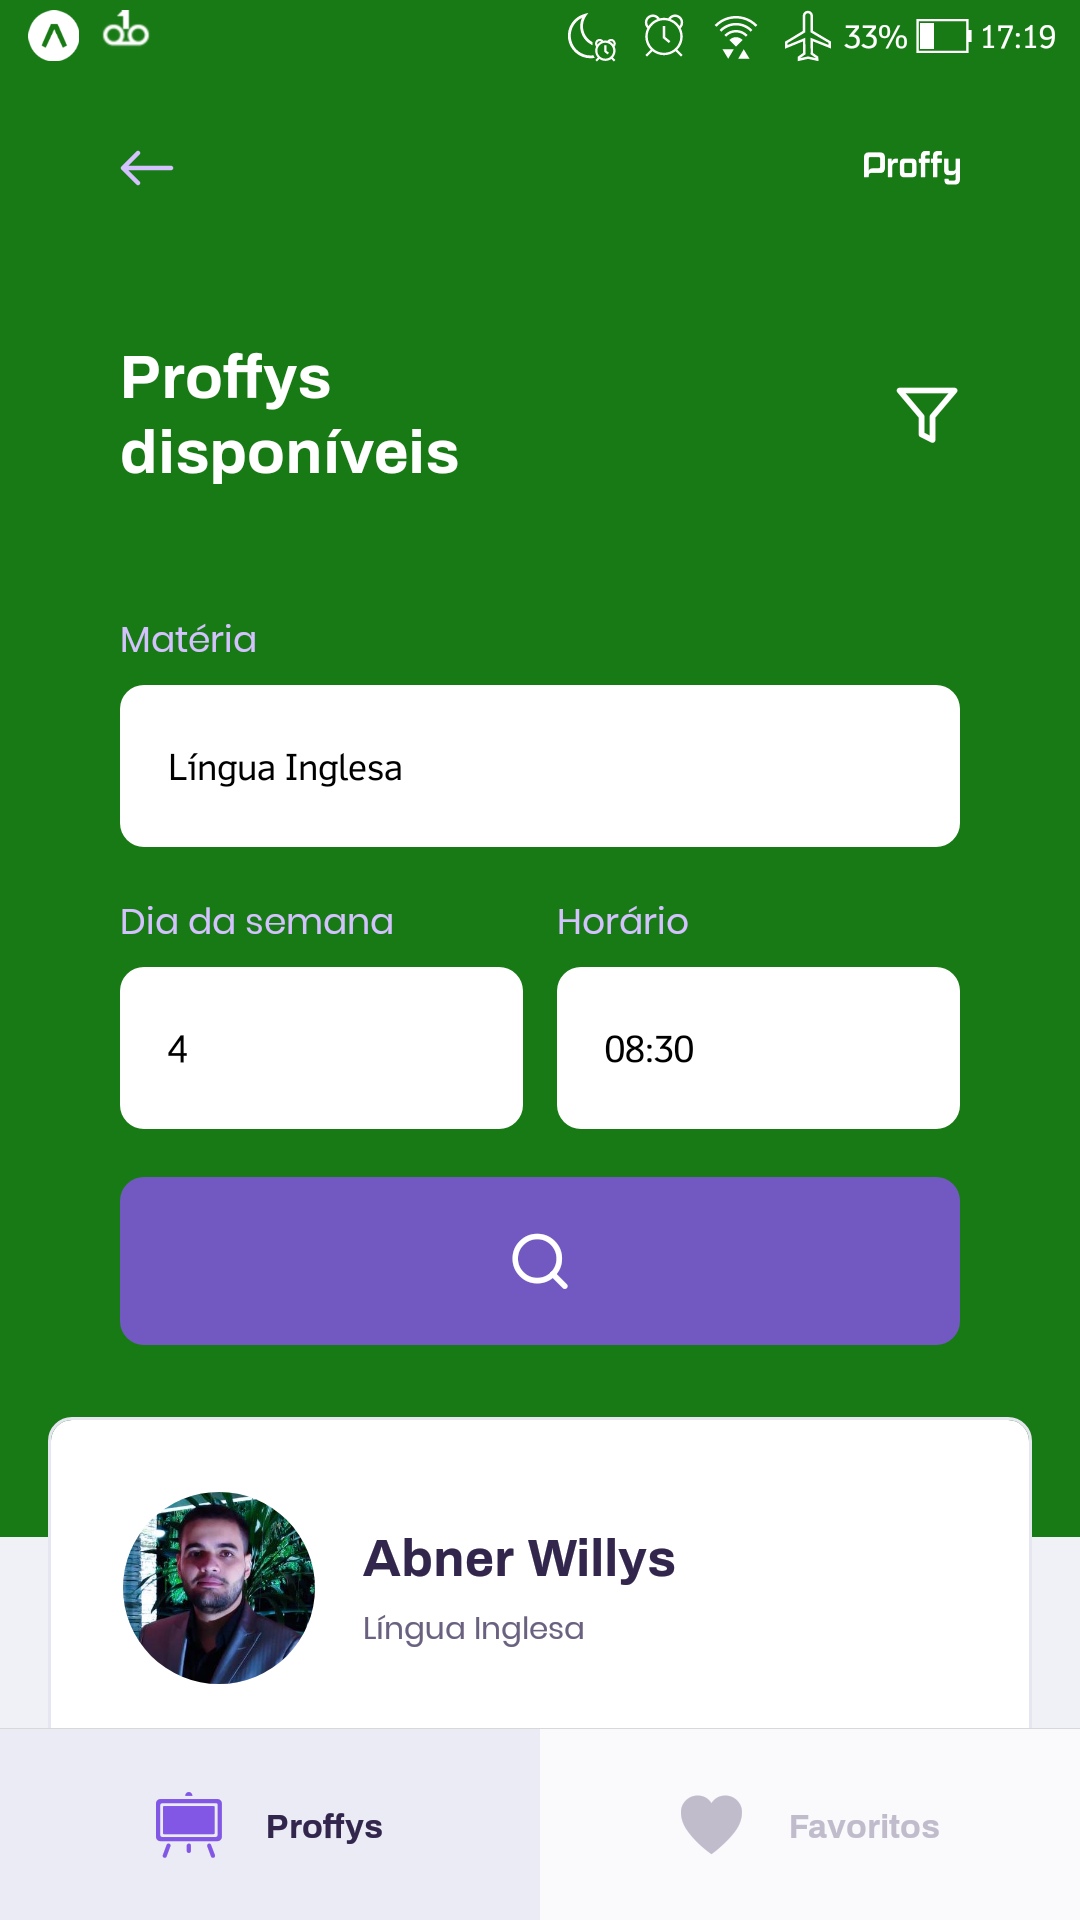 33% 17:19
Proffy
Proffys
disponíveis
Matéria
Língua Inglesa
Dia da semana
Horário
4
08:30
Abner Willys
Língua Inglesa
Proffys
Favoritos